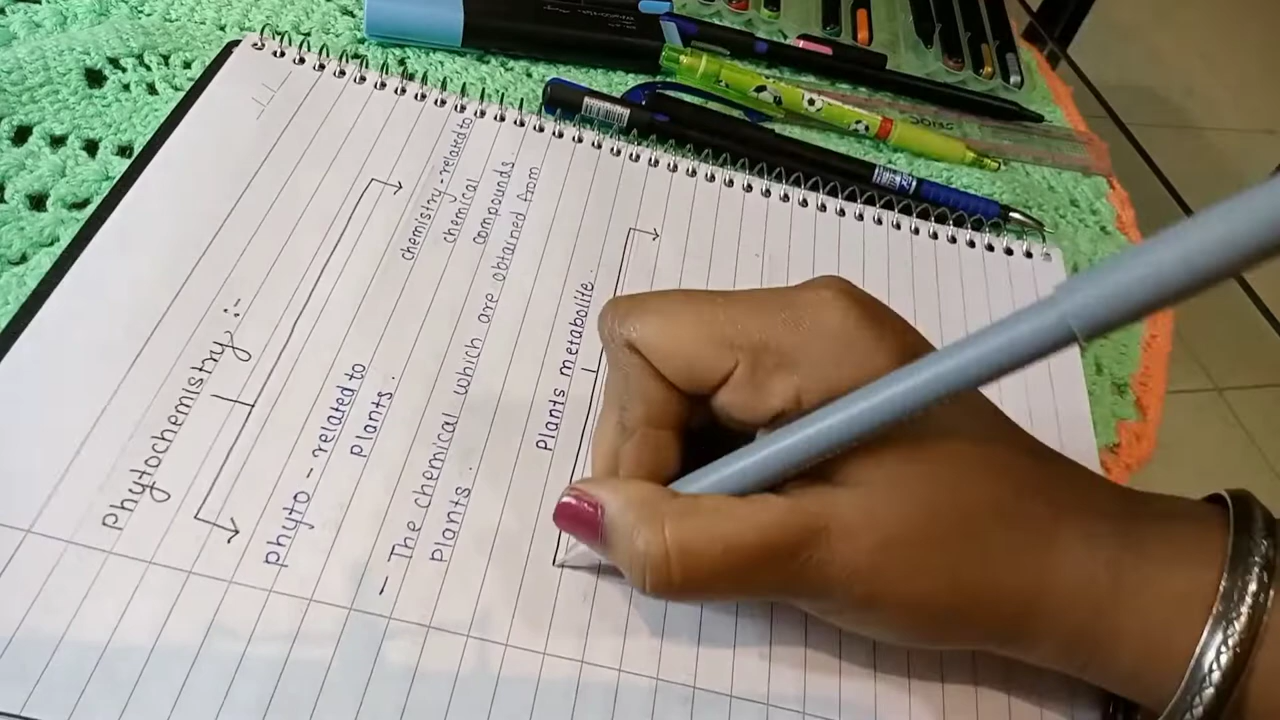 Phytochemistry :-
phyto - related to
plants.
chemistry - related to
chemical
compounds.
- The chemical which are obtained from
plants.
Plants metabolite.